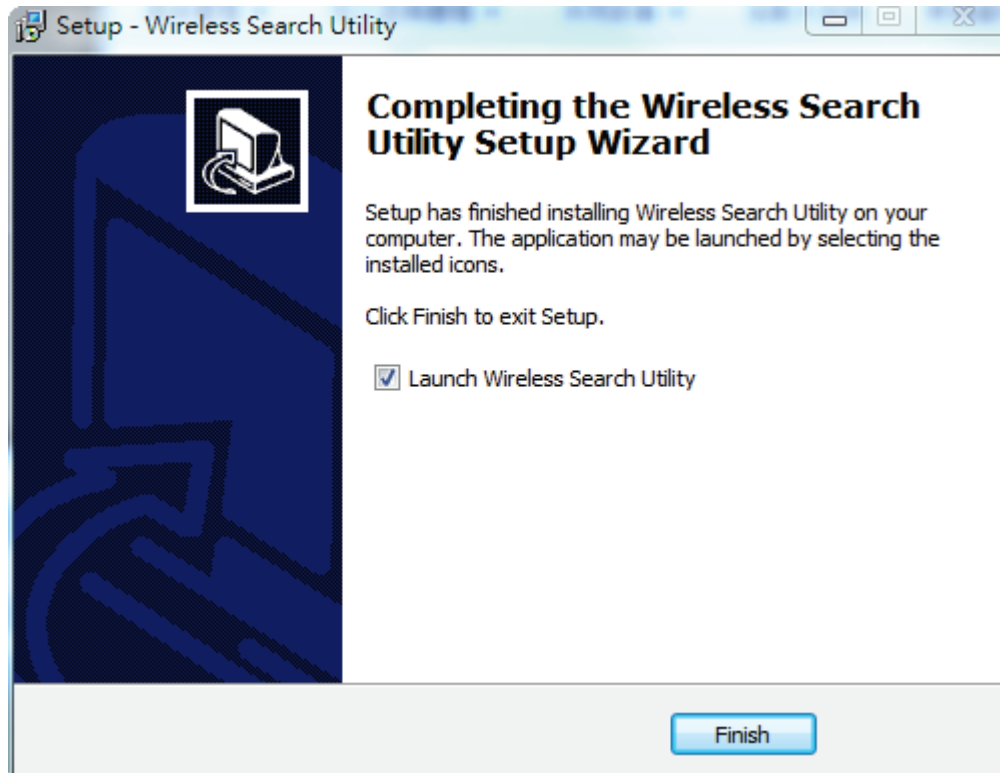 Setup - Wireless Search Utility
Completing the Wireless Search
Utility Setup Wizard
Setup has finished installing Wireless Search Utility on your
computer. The application may be launched by selecting the
installed icons.
Click Finish to exit Setup.
Launch Wireless Search Utility
Finish